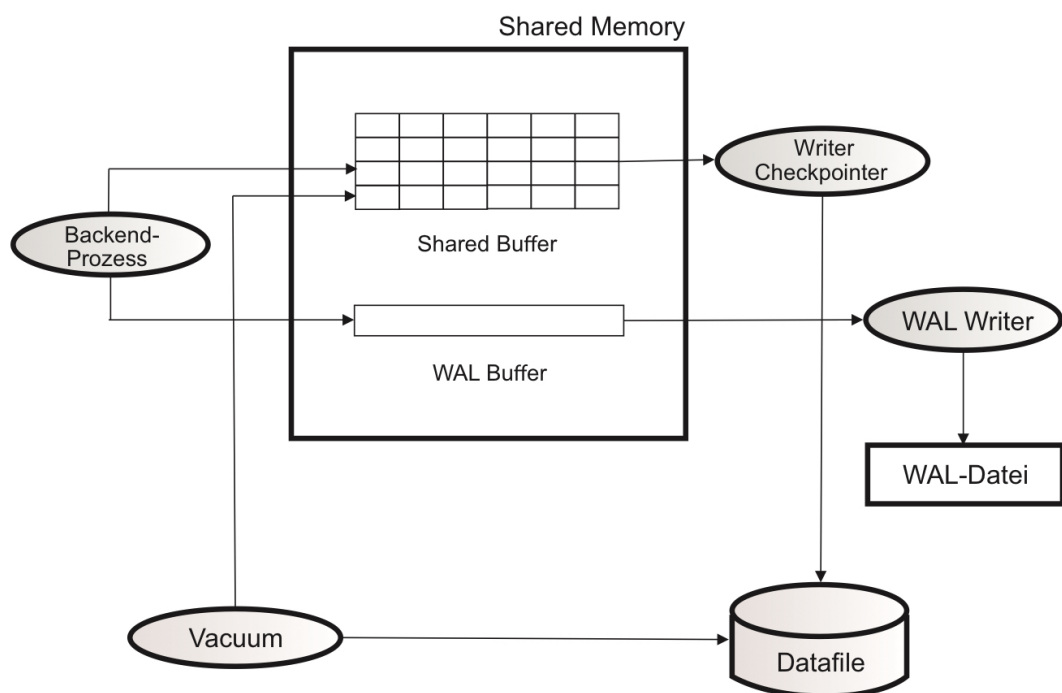 Shared Memory
Writer
Checkpointer
Backend-
Prozess
Shared Buffer
WAL Writer
WAL Buffer
WAL-Datei
Vacuum
Datafile